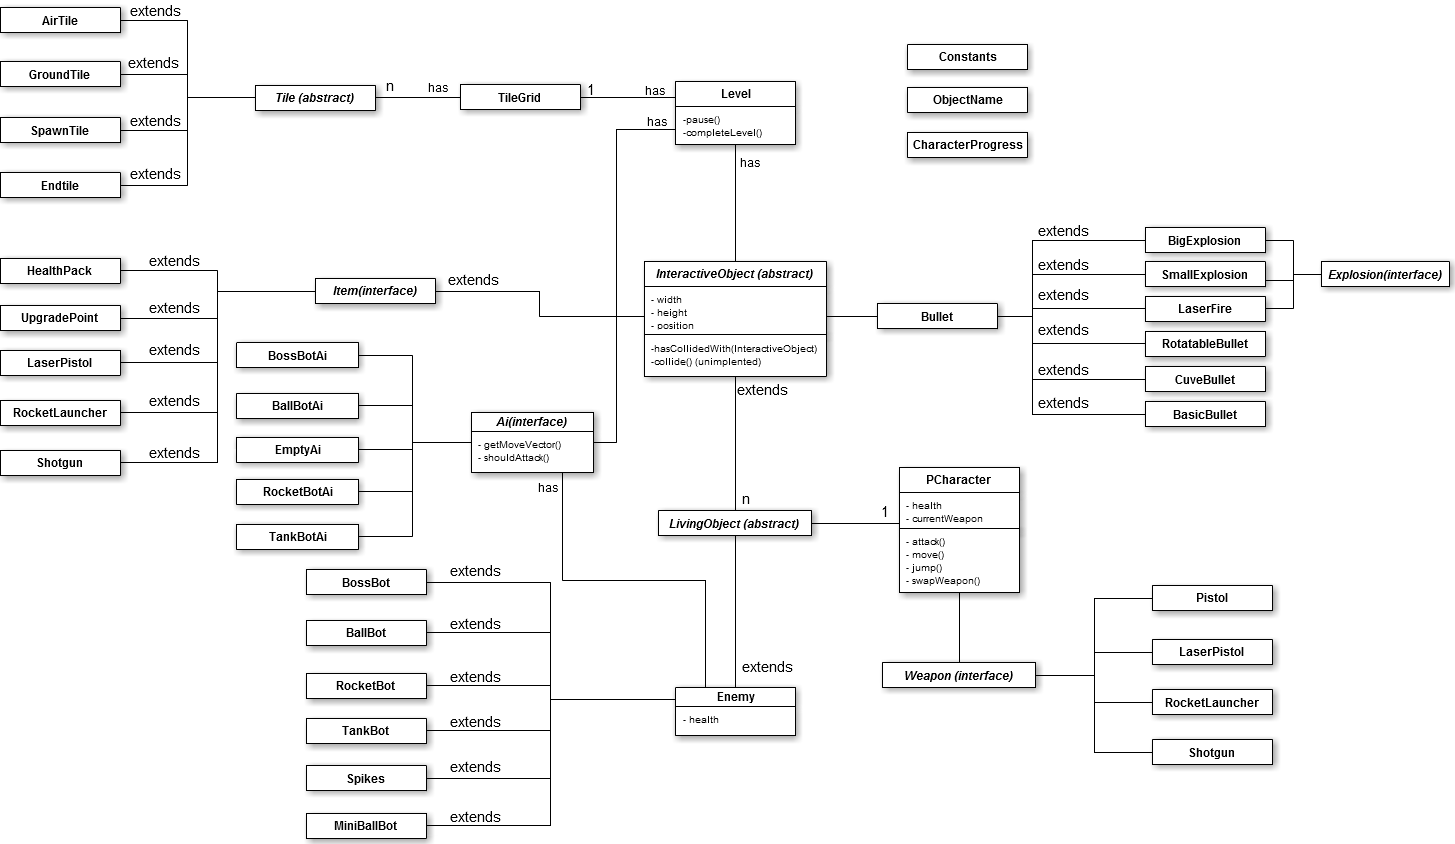 AirTile
extends
GroundTile
extends
SpawnTile
extends
Endtile
extends
Tile (abstract)
n
has
TileGrid
1
has
Level
-pause()
-completeLevel()
has
has
Constants
ObjectName
CharacterProgress
HealthPack
extends
UpgradePoint
extends
LaserPistol
extends
RocketLauncher
extends
Shotgun
extends
Item(interface)
extends
InteractiveObject (abstract)
- width
- height
- position
-hasCollidedWith(InteractiveObject)
-collide() (unimplented)
extends
Bullet
extends
BigExplosion
extends
SmallExplosion
extends
LaserFire
extends
RotatableBullet
extends
CuveBullet
extends
BasicBullet
Explosion(interface)
BossBotAi
BallBotAi
EmptyAi
RocketBotAi
TankBotAi
Ai(interface)
- getMoveVector()
- shouldAttack()
has
n
LivingObject (abstract)
1
PCharacter
- health
- currentWeapon
- attack()
- move()
- jump()
- swapWeapon()
Weapon (interface)
Pistol
LaserPistol
RocketLauncher
Shotgun
BossBot
extends
BallBot
extends
RocketBot
extends
TankBot
extends
Spikes
extends
MiniBallBot
extends
extends
Enemy
- health